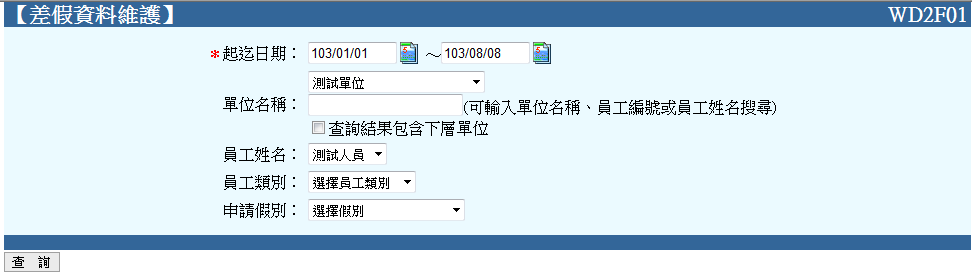 【差假資料維護】 WD2F01
*起迄日期： 103/01/01 ～ 103/08/08
測試單位
單位名稱： (可輸入單位名稱、員工編號或員工姓名搜尋)
查詢結果包含下層單位
員工姓名： 測試人員
員工類別： 選擇員工類別
申請假別： 選擇假別
查 詢